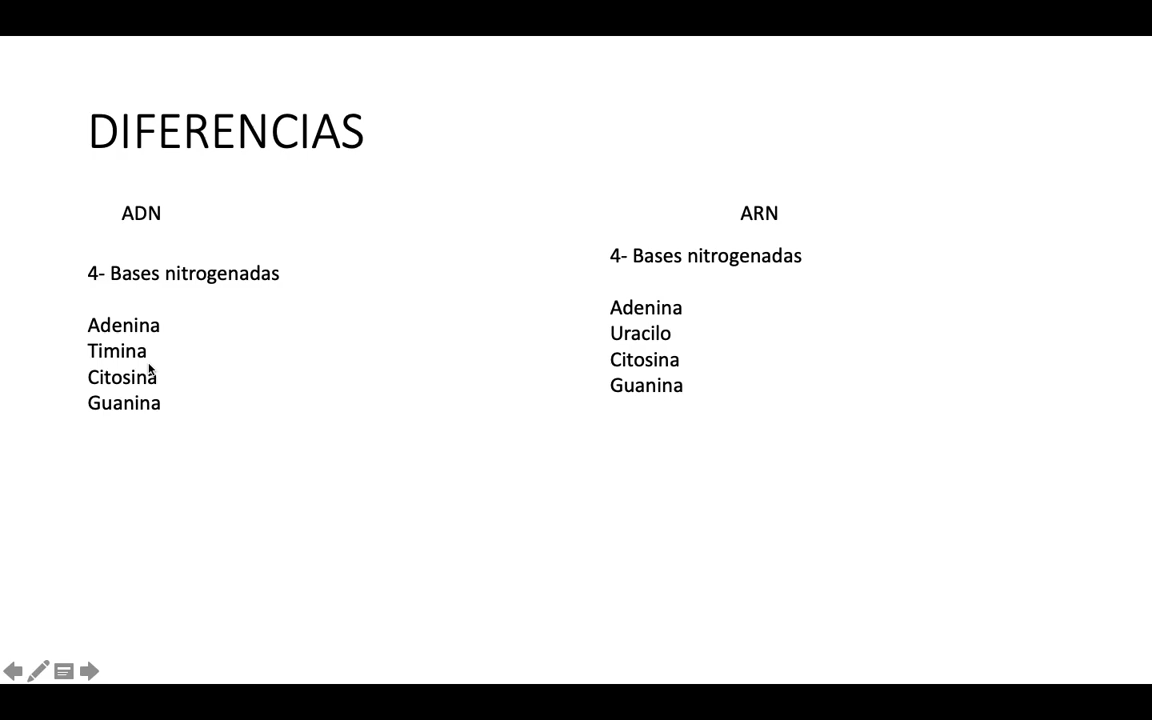 DIFERENCIAS
ADN
4- Bases nitrogenadas
Adenina
Timina
Citosina
Guanina
ARN
4- Bases nitrogenadas
Adenina
Uracilo
Citosina
Guanina